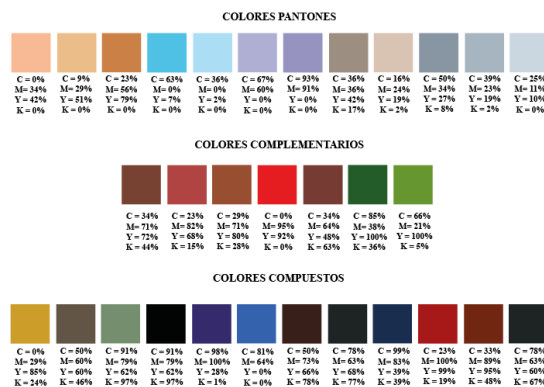 COLORES PANTONES
C = 0% C = 9% C = 23% C = 63% C = 36% C = 67% C = 93% C = 36% C = 16% C = 50% C = 39% C = 25%
M= 34% M= 29% M= 56% M= 0% M= 0% M= 60% M= 91% M= 36% M= 24% M= 34% M= 23% M= 11%
Y = 42% Y = 51% Y = 79% Y = 7% Y = 2% Y = 0% Y = 0% Y = 42% Y = 19% Y = 27% Y = 19% Y = 10%
K = 0% K = 0% K = 0% K = 0% K = 0% K = 0% K = 0% K = 17% K = 2% K = 8% K = 2% K = 0%
COLORES COMPLEMENTARIOS
C = 34% C = 23% C = 29% C = 0% C = 34% C = 85% C = 66%
M= 71% M= 82% M= 71% M= 95% M= 64% M= 38% M= 21%
Y = 72% Y = 68% Y = 80% Y = 92% Y = 48% Y = 100% Y = 100%
K = 44% K = 15% K = 28% K = 0% K = 63% K = 36% K = 5%
COLORES COMPUESTOS
C = 0% C = 50% C = 91% C = 91% C = 98% C = 81% C = 50% C = 78% C = 99% C = 23% C = 33% C = 78%
M= 29% M= 60% M= 79% M= 79% M= 100% M= 64% M= 73% M= 63% M= 83% M= 100% M= 89% M= 63%
Y = 85% Y = 60% Y = 62% Y = 62% Y = 28% Y = 0% Y = 66% Y = 68% Y = 39% Y = 99% Y = 95% Y = 60%
K = 24% K = 46% K = 97% K = 97% K = 1% K = 0% K = 78% K = 77% K = 39% K = 19% K = 48% K = 67%